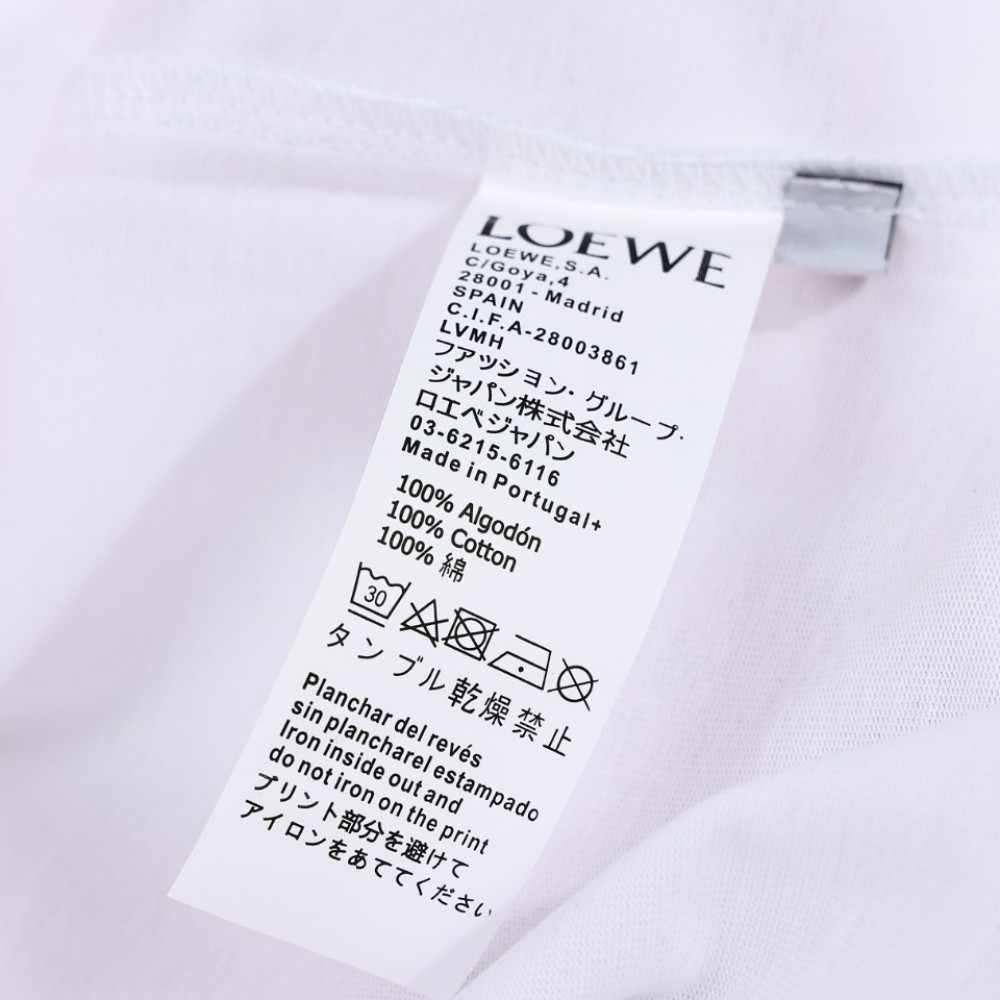 LOEWE
LOEWE,S.A.
C/Goya,4
28001 - Madrid
SPAIN
C.I.F.A-28003861
LVMH
ファッション・グループ・
ジャパン株式会社
ロエベジャパン
03-6215-6116
Made in Portugal+
100% Algodón
100% Cotton
100% 綿
30
タンブル乾燥禁止
Planchar del revés
sin plancharel estampado
Iron inside out and
do not iron on the print
プリント部分を避けて
アイロンをあててください